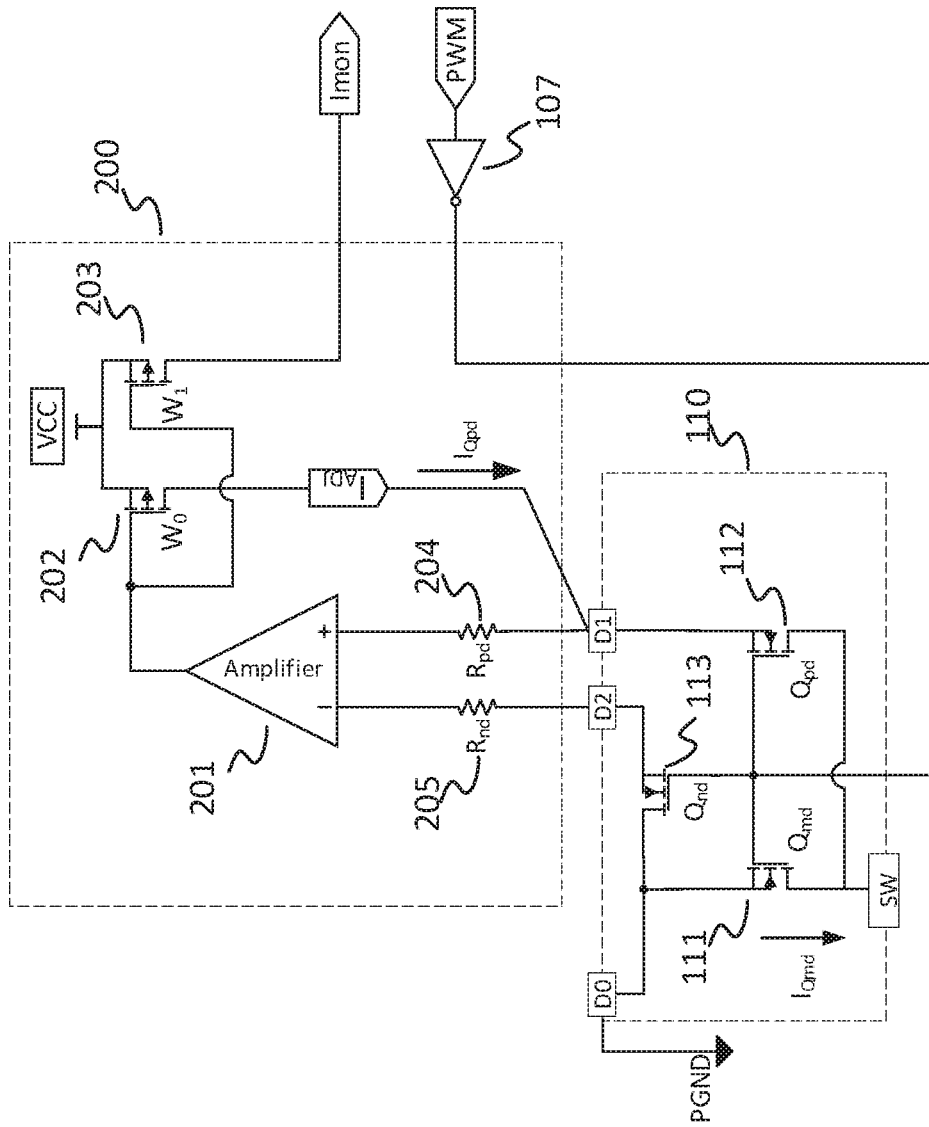 Imon
PWM
107
200
203
VCC
W1
202
W0
IADJ
IQpd
110
Amplifier
+
−
201
204
Rpd
205
Rnd
D1
D2
112
Qpd
113
Qnd
Qmd
111
IQmd
SW
D0
PGND